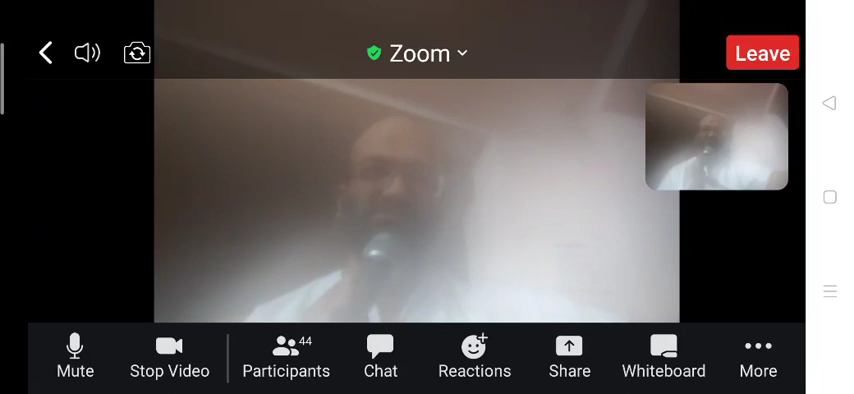 Zoom
Leave
44
Mute
Stop Video
Participants
Chat
Reactions
Share
Whiteboard
More